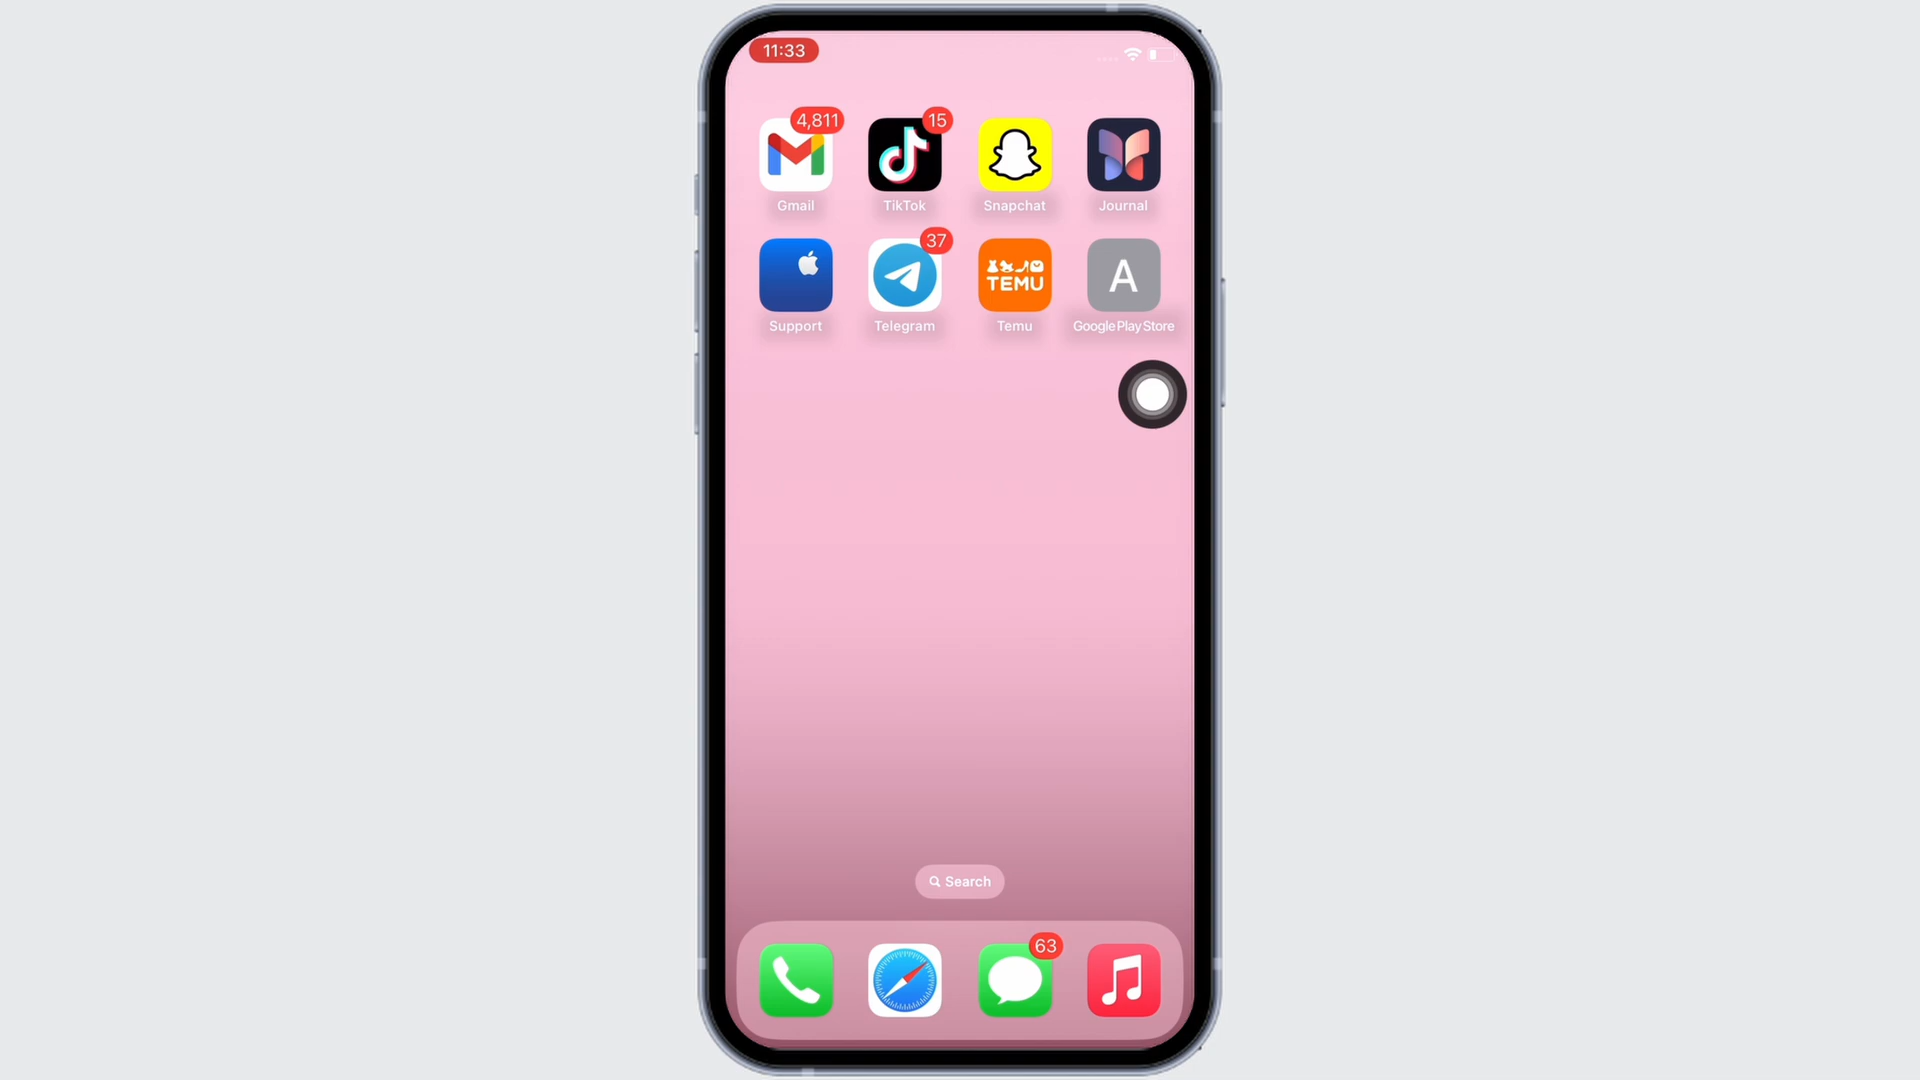 11:33
4,811
15
Gmail
TikTok
Snapchat
Journal
37
TEMU
A
Support
Telegram
Temu
Google Play Store
Search
63